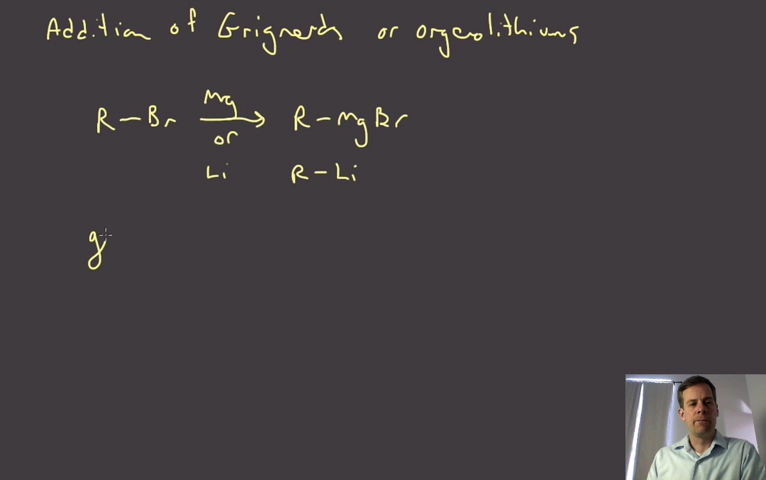 Addition of Grignards or organolithiums
R-Br Mg or Li → R-MgBr
R-Li
g